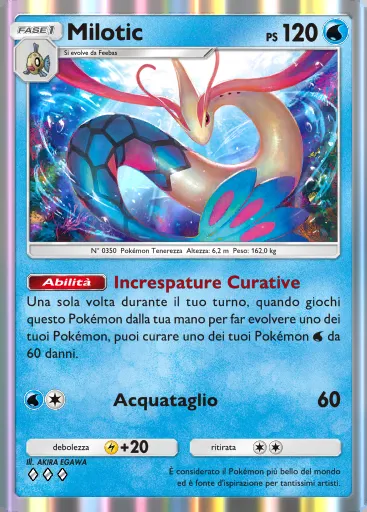 FASE 1 Milotic PS 120
Si evolve da Feebas
N° 0350 Pokémon Tenerezza Altezza: 6,2 m Peso: 162,0 kg
Abilità Increspature Curative
Una sola volta durante il tuo turno, quando giochi
questo Pokémon dalla tua mano per far evolvere uno dei
tuoi Pokémon, puoi curare uno dei tuoi Pokémon da
60 danni.
Acquataglio 60
debolezza +20 ritirata
Ill. AKIRA EGAWA
È considerato il Pokémon più bello del mondo
ed è fonte d'ispirazione per tantissimi artisti.